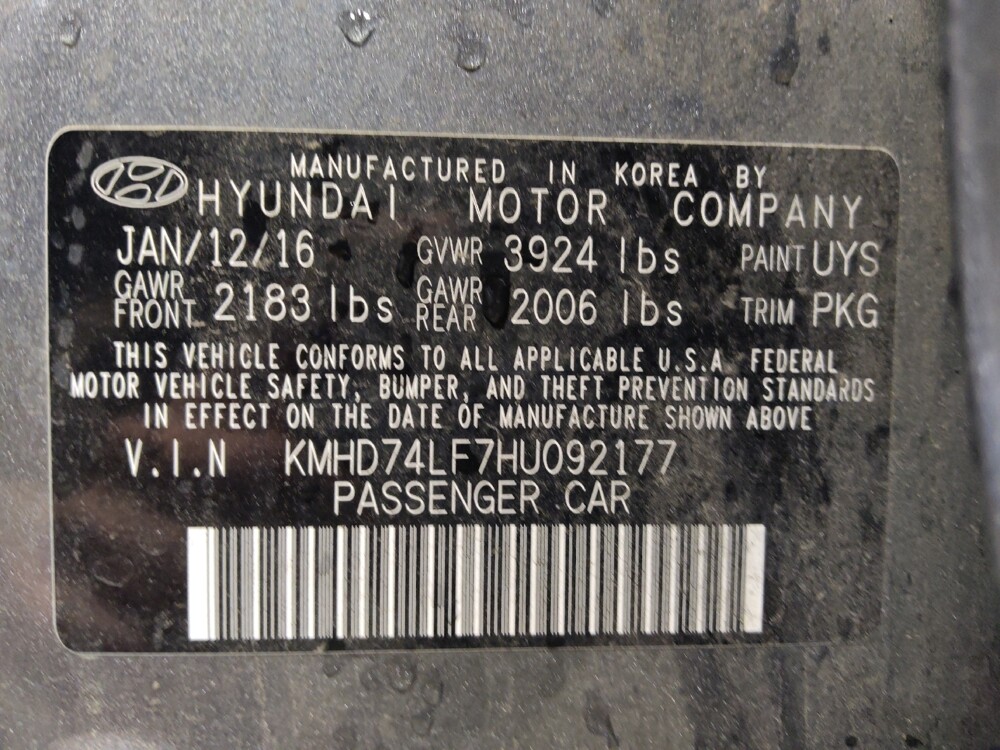 MANUFACTURED IN KOREA BY
HYUNDAI MOTOR COMPANY
JAN/12/16 GVWR 3924 lbs PAINT UYS
GAWR FRONT 2183 lbs GAWR REAR 2006 lbs TRIM PKG
THIS VEHICLE CONFORMS TO ALL APPLICABLE U.S.A FEDERAL
MOTOR VEHICLE SAFETY, BUMPER, AND THEFT PREVENTION STANDARDS
IN EFFECT ON THE DATE OF MANUFACTURE SHOWN ABOVE
V.I.N KMHD74LF7HU092177
PASSENGER CAR